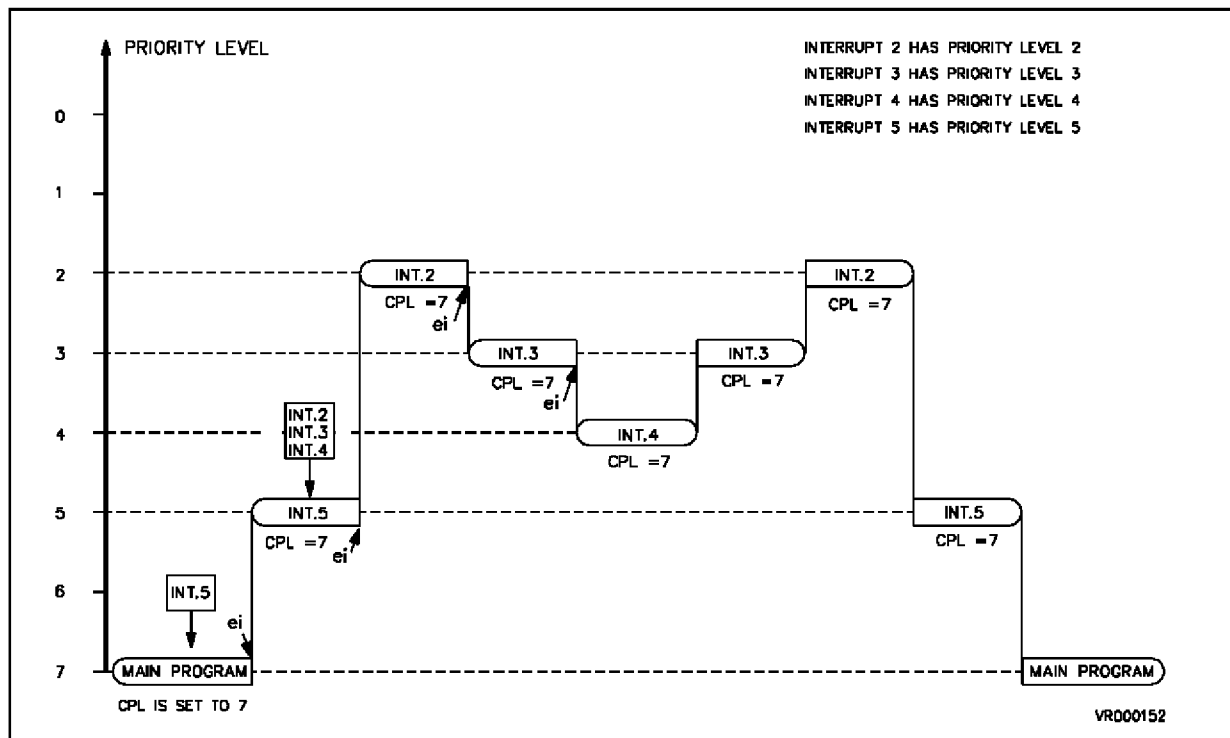 PRIORITY LEVEL
INTERRUPT 2 HAS PRIORITY LEVEL 2
INTERRUPT 3 HAS PRIORITY LEVEL 3
INTERRUPT 4 HAS PRIORITY LEVEL 4
INTERRUPT 5 HAS PRIORITY LEVEL 5
0
1
2
INT.2
INT.2
CPL =7
CPL =7
ei
3
INT.3
INT.3
CPL =7
CPL =7
ei
INT.2
INT.3
INT.4
4
INT.4
CPL =7
5
INT.5
INT.5
CPL =7
CPL =7
ei
6
INT.5
ei
7
MAIN PROGRAM
MAIN PROGRAM
CPL IS SET TO 7
VR000152